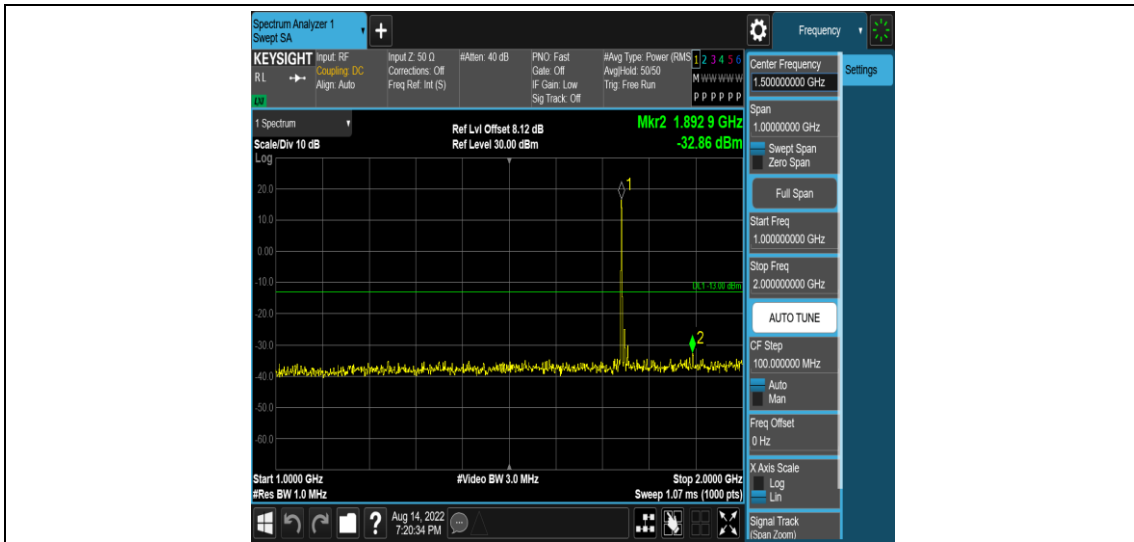 Spectrum Analyzer 1
Swept SA
+
Frequency
KEYSIGHT
RL
LXI
Input: RF
Coupling: DC
Align: Auto
Input Z: 50 Ω
Corrections: Off
Freq Ref: Int (S)
#Atten: 40 dB
PNO: Fast
Gate: Off
IF Gain: Low
Sig Track: Off
#Avg Type: Power (RMS
Avg|Hold: 50/50
Trig: Free Run
1 2 3 4 5 6
M W W W W W
P P P P P P
1 Spectrum
Scale/Div 10 dB
Log
Ref Lvl Offset 8.12 dB
Ref Level 30.00 dBm
Mkr2 1.892 9 GHz
-32.86 dBm
20.0
10.0
0.00
-10.0
-20.0
-30.0
-40.0
-50.0
-60.0
1
DL1 -13.00 dBm
2
Start 1.0000 GHz
#Res BW 1.0 MHz
#Video BW 3.0 MHz
Stop 2.0000 GHz
Sweep 1.07 ms (1000 pts)
Center Frequency
1.500000000 GHz
Span
1.00000000 GHz
Swept Span
Zero Span
Full Span
Start Freq
1.000000000 GHz
Stop Freq
2.000000000 GHz
AUTO TUNE
CF Step
100.000000 MHz
Auto
Man
Freq Offset
0 Hz
X Axis Scale
Log
Lin
Signal Track
(Span Zoom)
Settings
?
Aug 14, 2022
7:20:34 PM